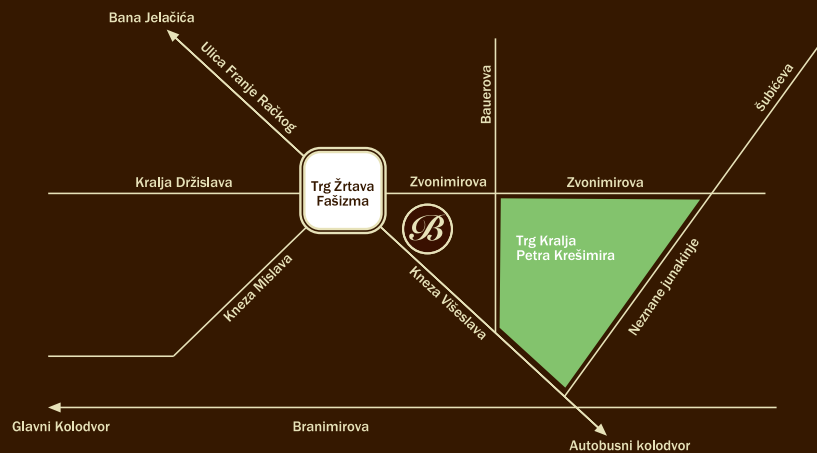 Bana Jelačića
Ulica Franje Račkog
Bauerova
šubićeva
Kralja Držislava
Trg Žrtava
Fašizma
Zvonimirova
Zvonimirova
B
Trg Kralja
Petra Krešimira
Kneza Mislava
Kneza Višeslava
Neznane junakinje
Glavni Kolodvor
Branimirova
Autobusni kolodvor